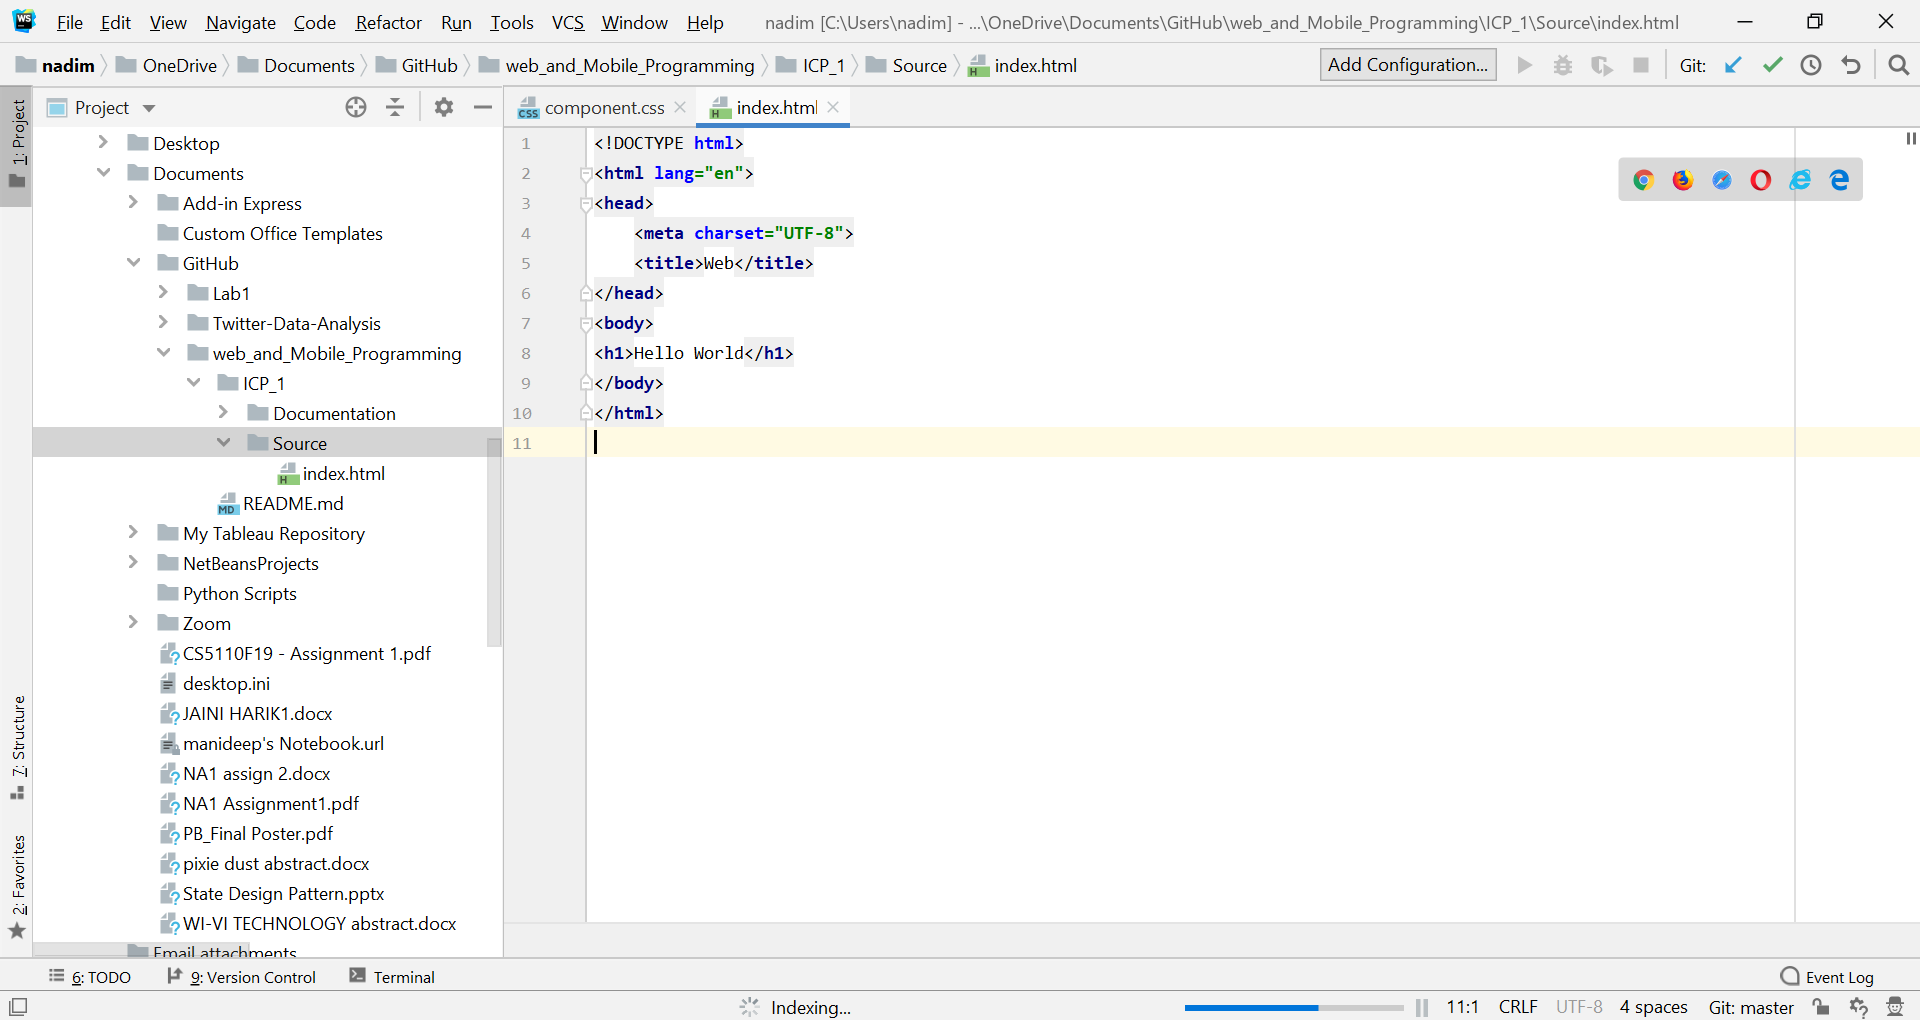 WS File Edit View Navigate Code Refactor Run Tools VCS Window Help nadim [C:\Users\nadim] - ...\OneDrive\Documents\GitHub\web_and_Mobile_Programming\ICP_1\Source\index.html
nadim OneDrive Documents GitHub web_and_Mobile_Programming ICP_1 Source index.html Add Configuration... Git:
1: Project
Project
component.css index.html
Desktop
Documents
Add-in Express
Custom Office Templates
GitHub
Lab1
Twitter-Data-Analysis
web_and_Mobile_Programming
ICP_1
Documentation
Source
index.html
README.md
My Tableau Repository
NetBeansProjects
Python Scripts
Zoom
CS5110F19 - Assignment 1.pdf
desktop.ini
JAINI HARIK1.docx
manideep's Notebook.url
NA1 assign 2.docx
NA1 Assignment1.pdf
PB_Final Poster.pdf
pixie dust abstract.docx
State Design Pattern.pptx
WI-VI TECHNOLOGY abstract.docx
Email attachments
1 <!DOCTYPE html>
2 <html lang="en">
3 <head>
4 <meta charset="UTF-8">
5 <title>Web</title>
6 </head>
7 <body>
8 <h1>Hello World</h1>
9 </body>
10 </html>
11
7: Structure
2: Favorites
6: TODO 9: Version Control Terminal Event Log
Indexing... 11:1 CRLF UTF-8 4 spaces Git: master